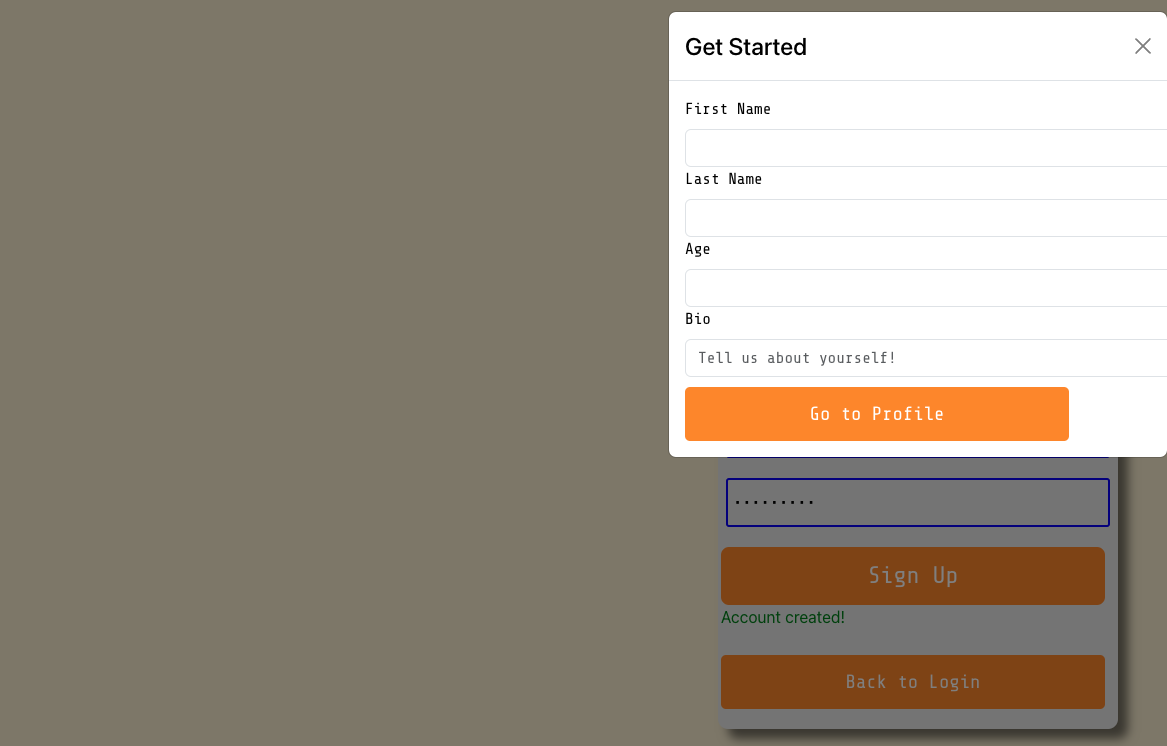 Get Started
First Name
Last Name
Age
Bio
Tell us about yourself!
Go to Profile
Sign Up
Account created!
Back to Login